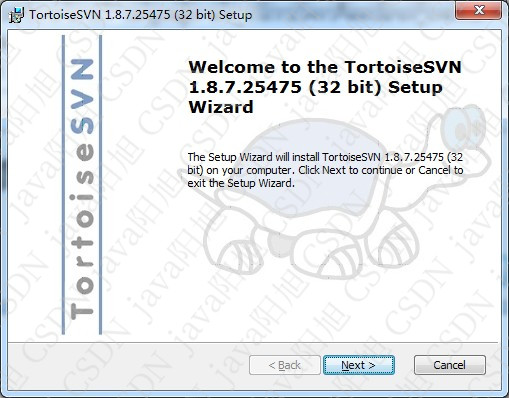 TortoiseSVN 1.8.7.25475 (32 bit) Setup
TortoiseSVN
Welcome to the TortoiseSVN
1.8.7.25475 (32 bit) Setup
Wizard
The Setup Wizard will install TortoiseSVN 1.8.7.25475 (32
bit) on your computer. Click Next to continue or Cancel to
exit the Setup Wizard.
< Back
Next >
Cancel
CSDN java阳旭